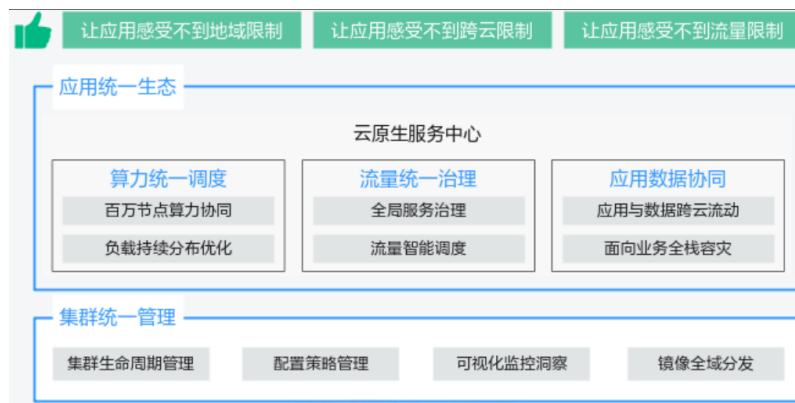 让应用感受不到地域限制 让应用感受不到跨云限制 让应用感受不到流量限制
应用统一生态
云原生服务中心
算力统一调度 流量统一治理 应用数据协同
百万节点算力协同 全局服务治理 应用与数据跨云流动
负载持续分布优化 流量智能调度 面向业务全栈容灾
集群统一管理
集群生命周期管理 配置策略管理 可视化监控洞察 镜像全域分发